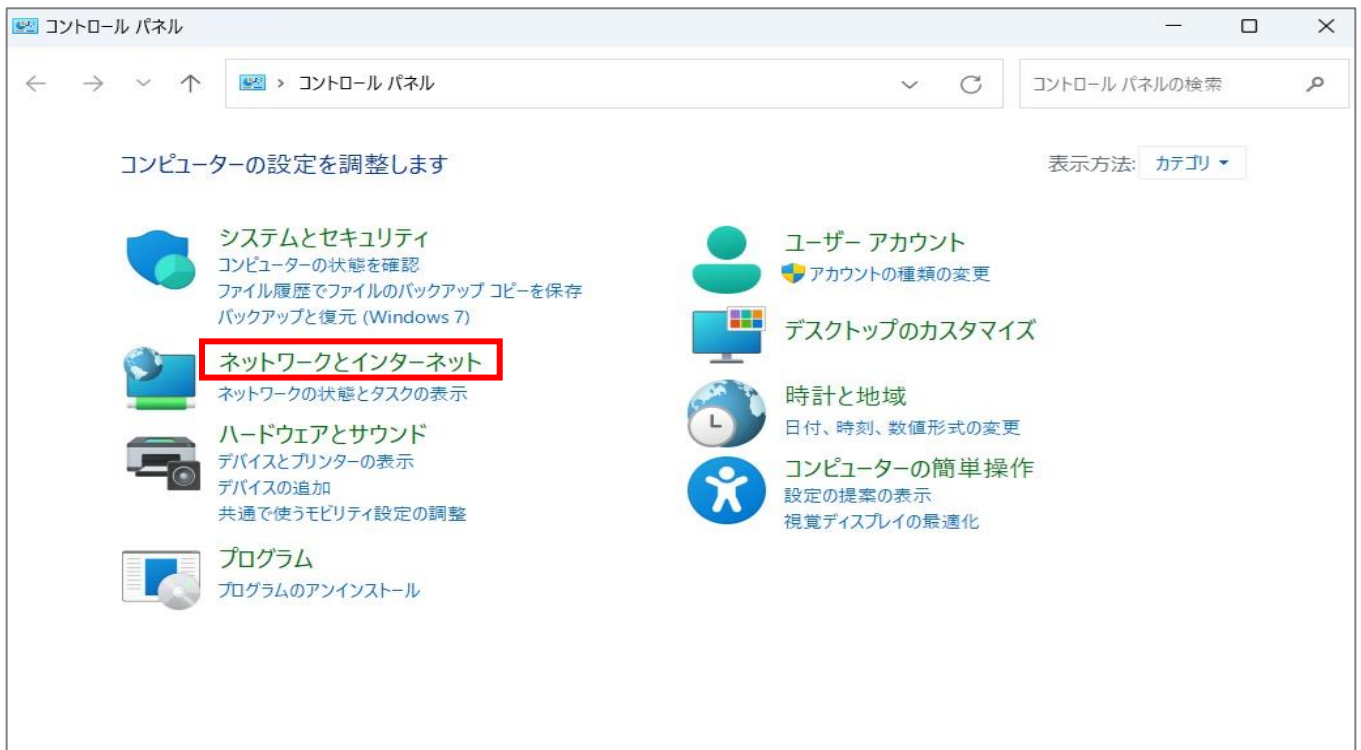 コントロール パネル
コントロール パネル
コントロール パネルの検索
コンピューターの設定を調整します
表示方法: カテゴリ
システムとセキュリティ
コンピューターの状態を確認
ファイル履歴でファイルのバックアップ コピーを保存
バックアップと復元 (Windows 7)
ネットワークとインターネット
ネットワークの状態とタスクの表示
ハードウェアとサウンド
デバイスとプリンターの表示
デバイスの追加
共通で使うモビリティ設定の調整
プログラム
プログラムのアンインストール
ユーザー アカウント
アカウントの種類の変更
デスクトップのカスタマイズ
時計と地域
日付、時刻、数値形式の変更
コンピューターの簡単操作
設定の提案の表示
視覚ディスプレイの最適化